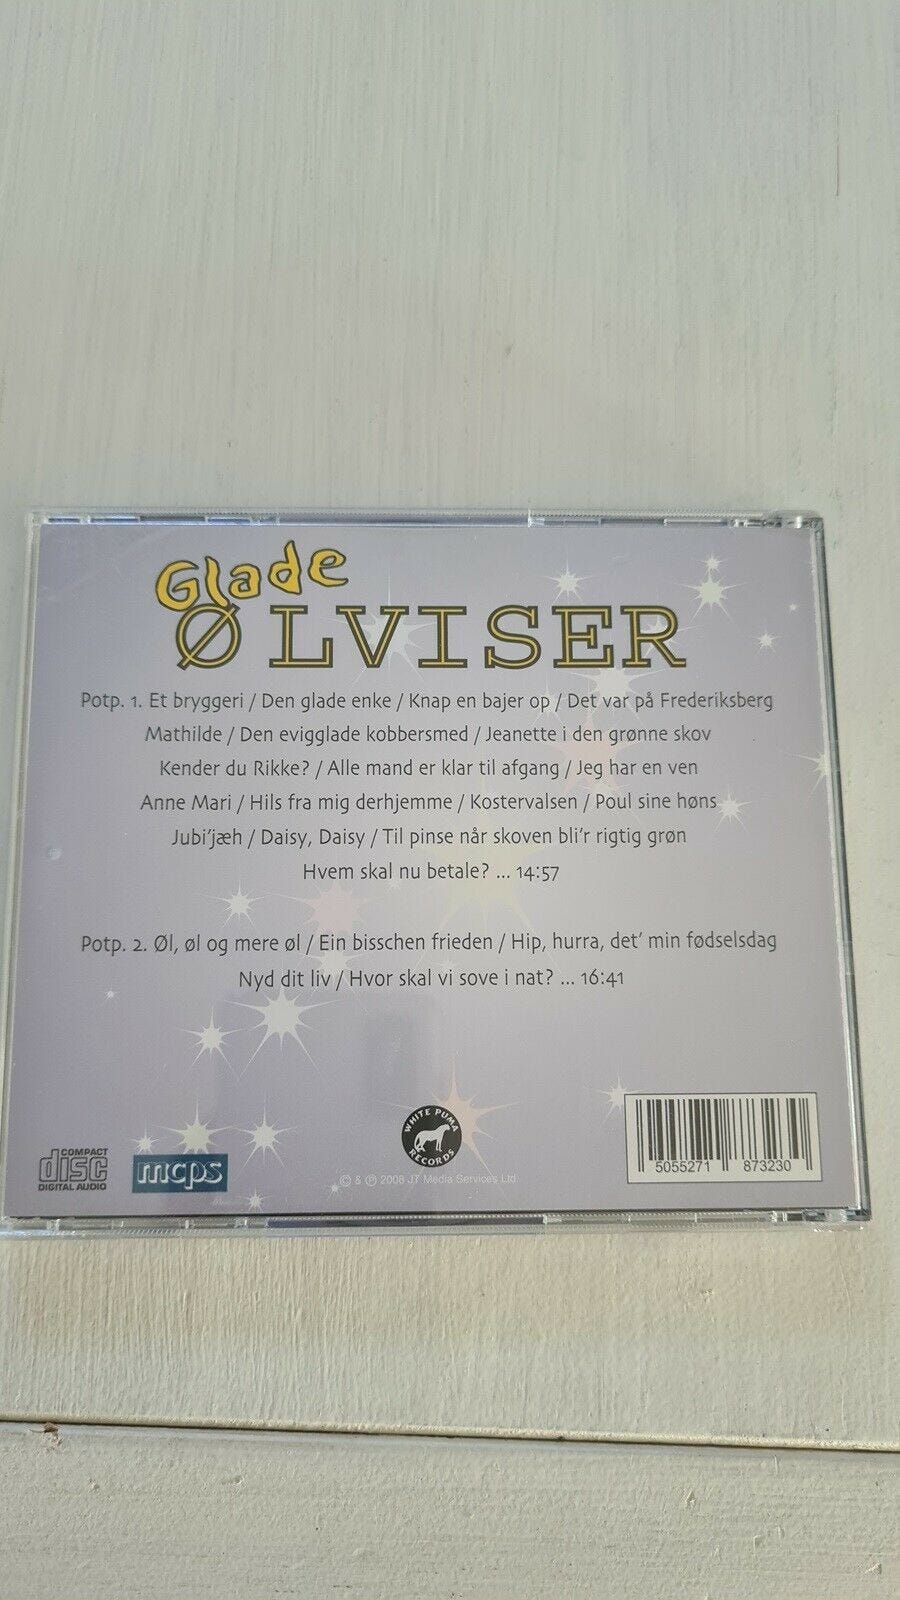 Glade
ØLVISER
Potp. 1. Et bryggeri / Den glade enke / Knap en bajer op / Det var på Frederiksberg
Mathilde / Den evigglade kobbersmed / Jeanette i den grønne skov
Kender du Rikke? / Alle mand er klar til afgang / Jeg har en ven
Anne Mari / Hils fra mig derhjemme / Kostervalsen / Poul sine høns
Jubi'jæh / Daisy, Daisy / Til pinse når skoven bli'r rigtig grøn
Hvem skal nu betale? ... 14:57
Potp. 2. Øl, øl og mere øl / Ein bisschen frieden / Hip, hurra, det' min fødselsdag
Nyd dit liv / Hvor skal vi sove i nat? ... 16:41
COMPACT
disc
DIGITAL AUDIO
mcps
WHITE PUMA
RECORDS
© & ℗ 2008 JT Media Services Ltd.
5055271 873230